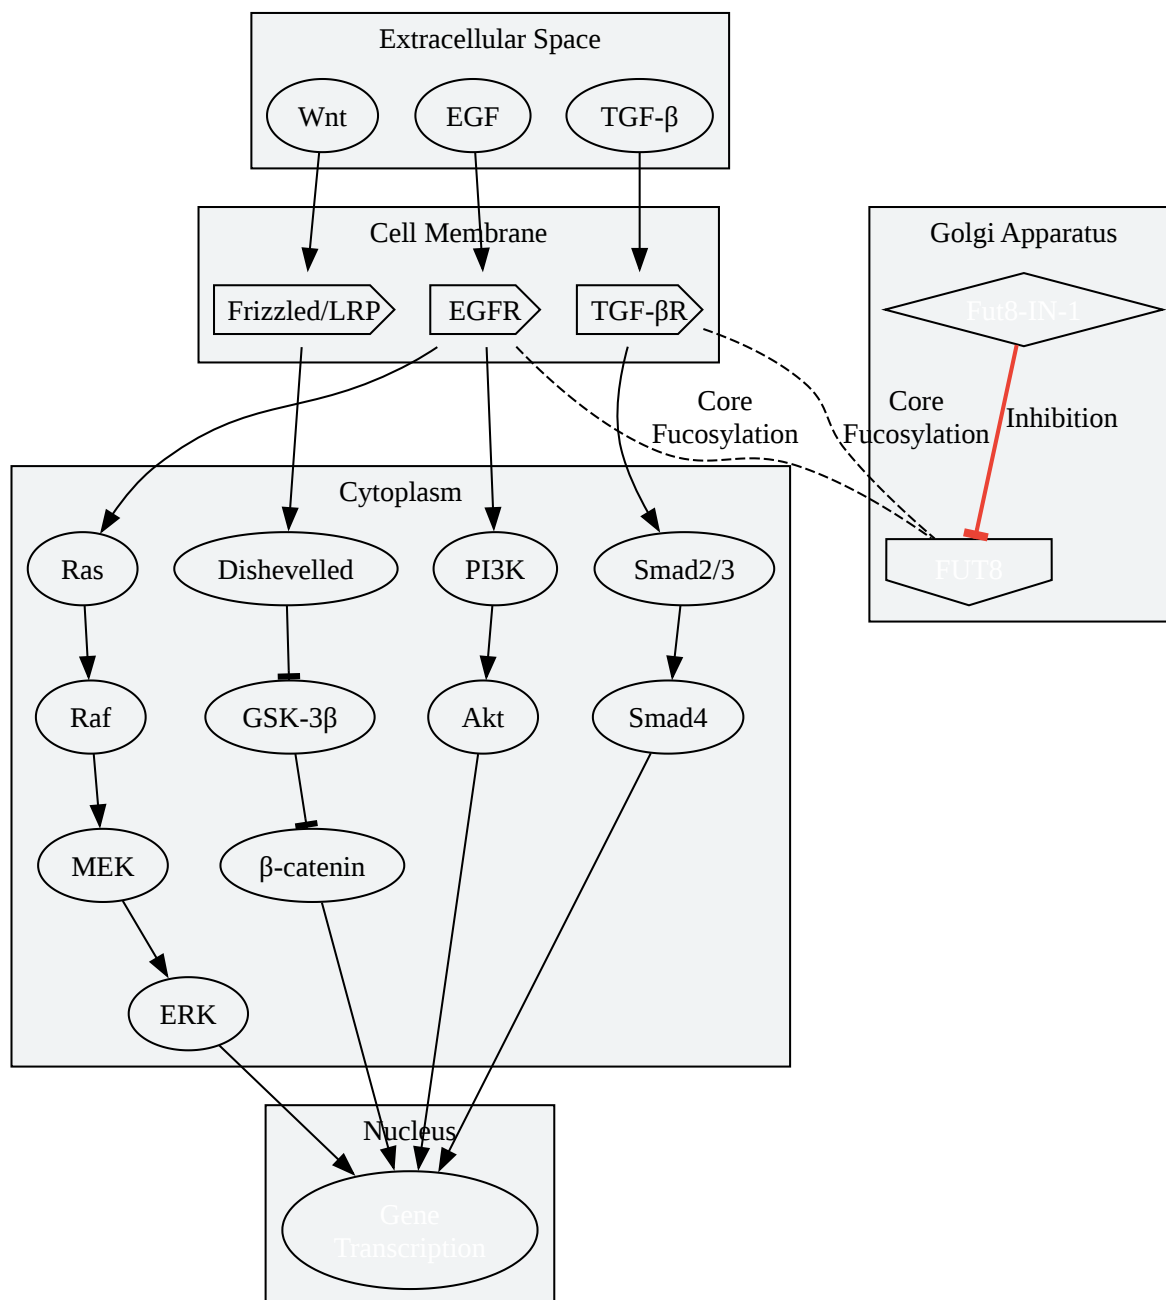 Extracellular Space
Wnt
EGF
TGF-β
Cell Membrane
Golgi Apparatus
Frizzled/LRP
EGFR
TGF-βR
Fut8-IN-1
Core
Fucosylation
Core
Fucosylation
Inhibition
Cytoplasm
Ras
Dishevelled
PI3K
Smad2/3
FUT8
Raf
GSK-3β
Akt
Smad4
MEK
β-catenin
ERK
Nucleus
Gene
Transcription